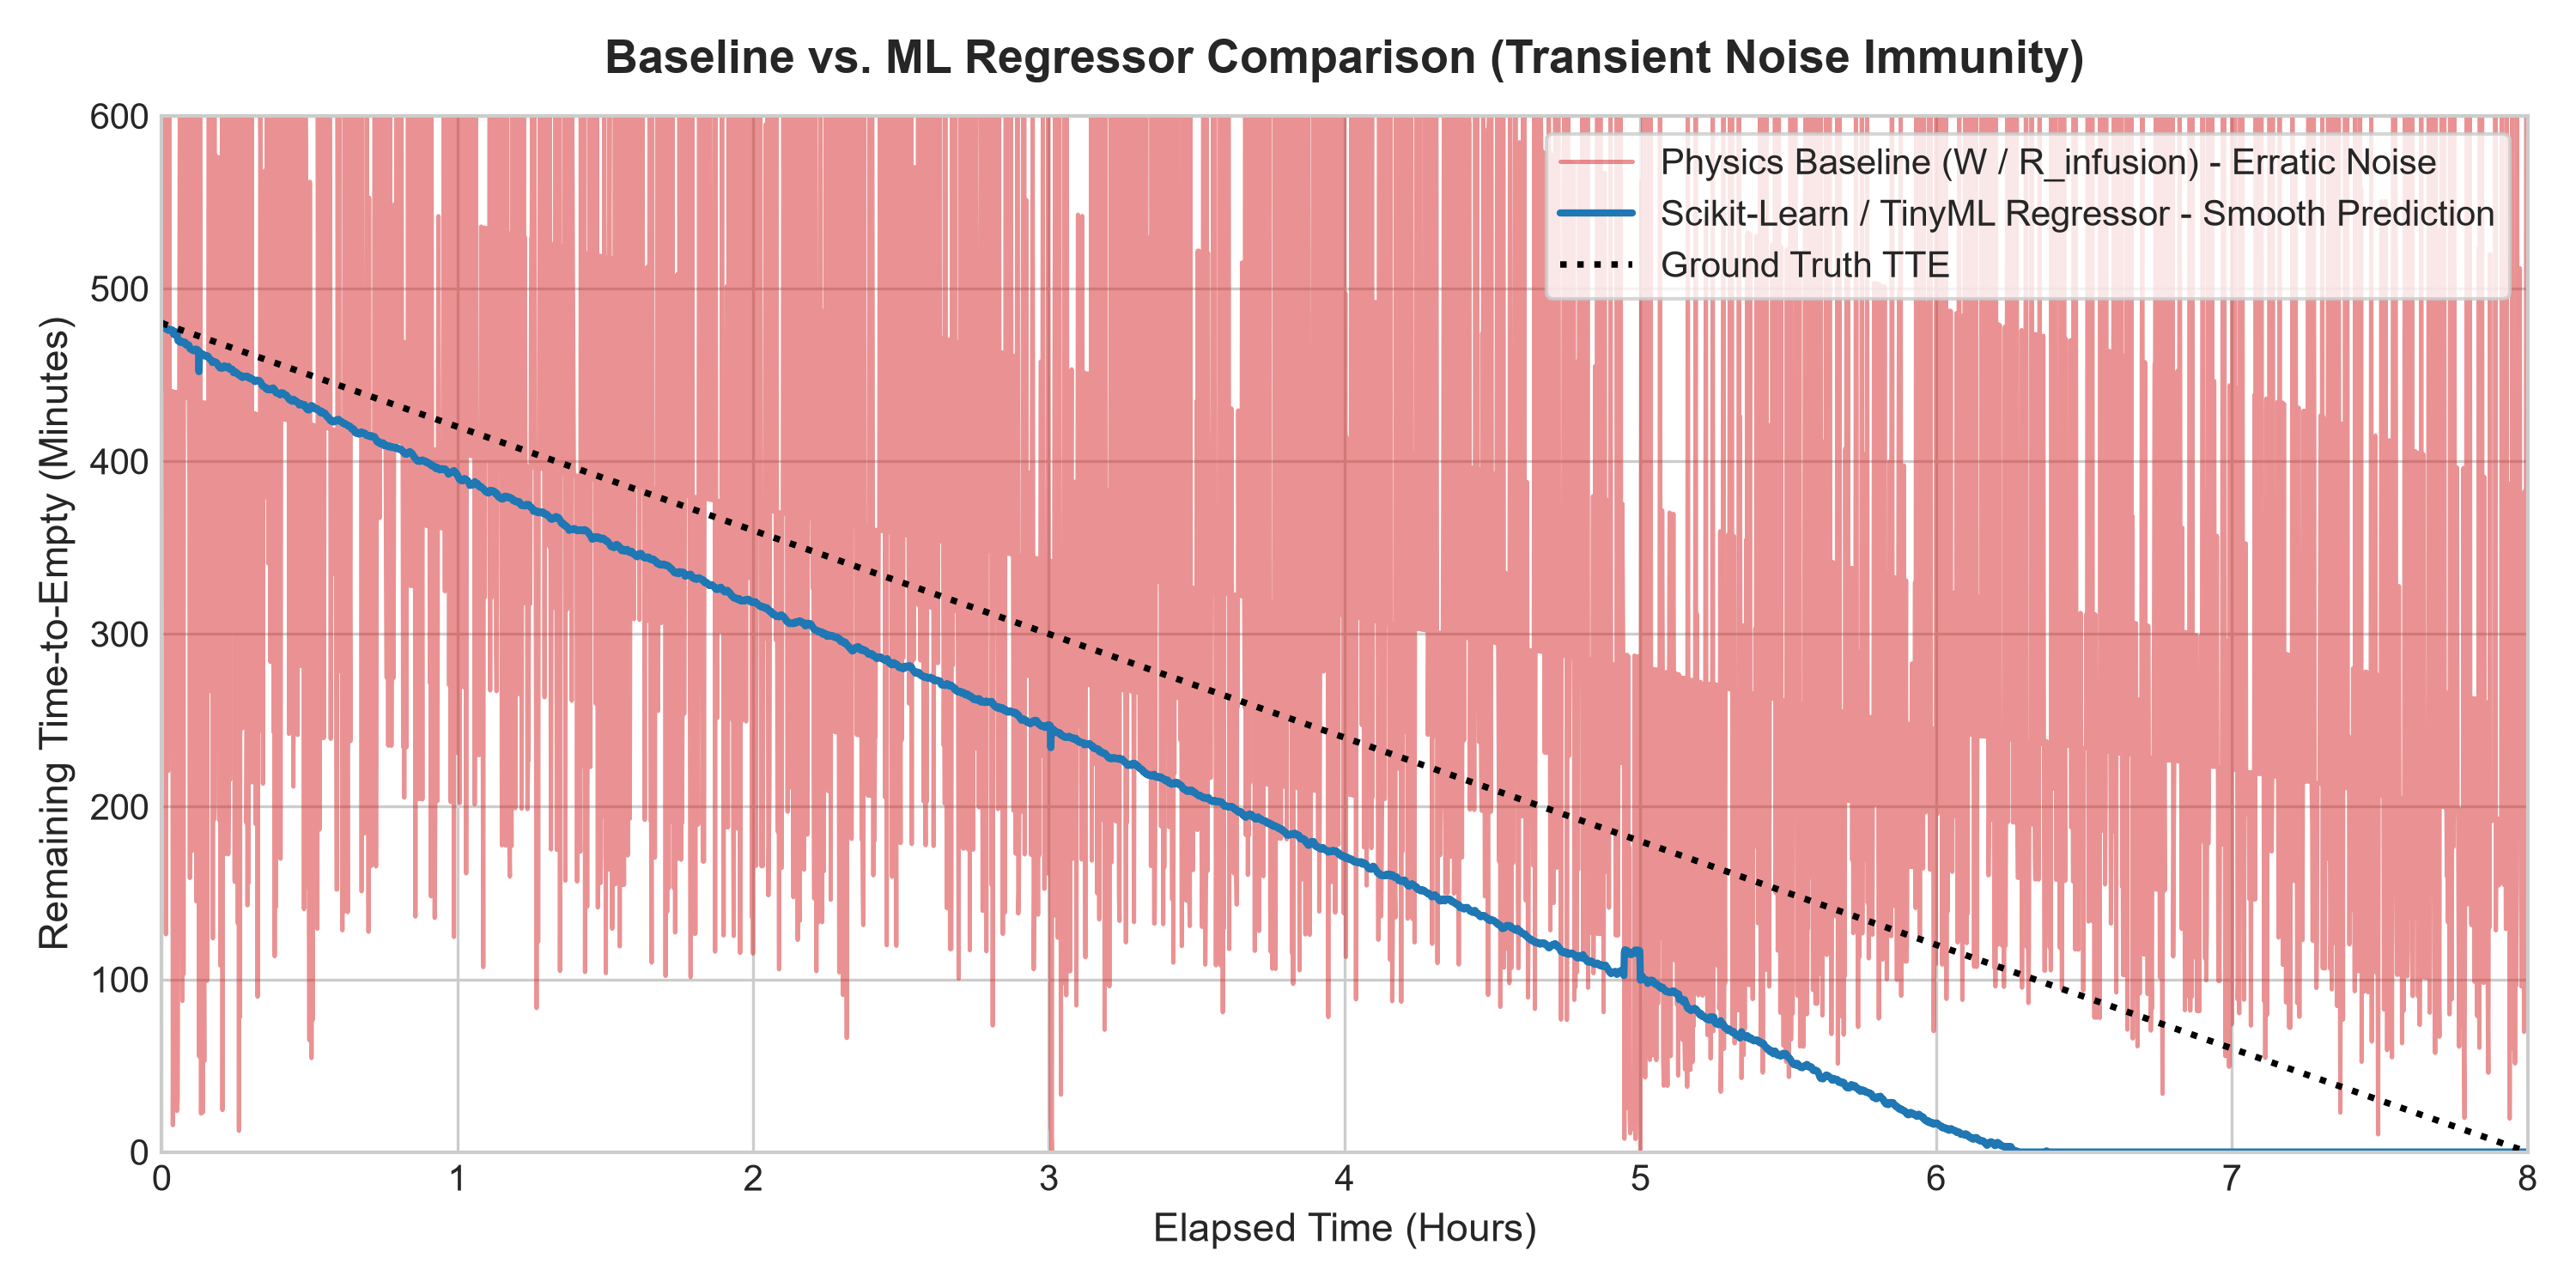 Baseline vs. ML Regressor Comparison (Transient Noise Immunity)
Remaining Time-to-Empty (Minutes)
600
500
400
300
200
100
0
Physics Baseline (W / R_infusion) - Erratic Noise
Scikit-Learn / TinyML Regressor - Smooth Prediction
Ground Truth TTE
0 1 2 3 4 5 6 7 8
Elapsed Time (Hours)